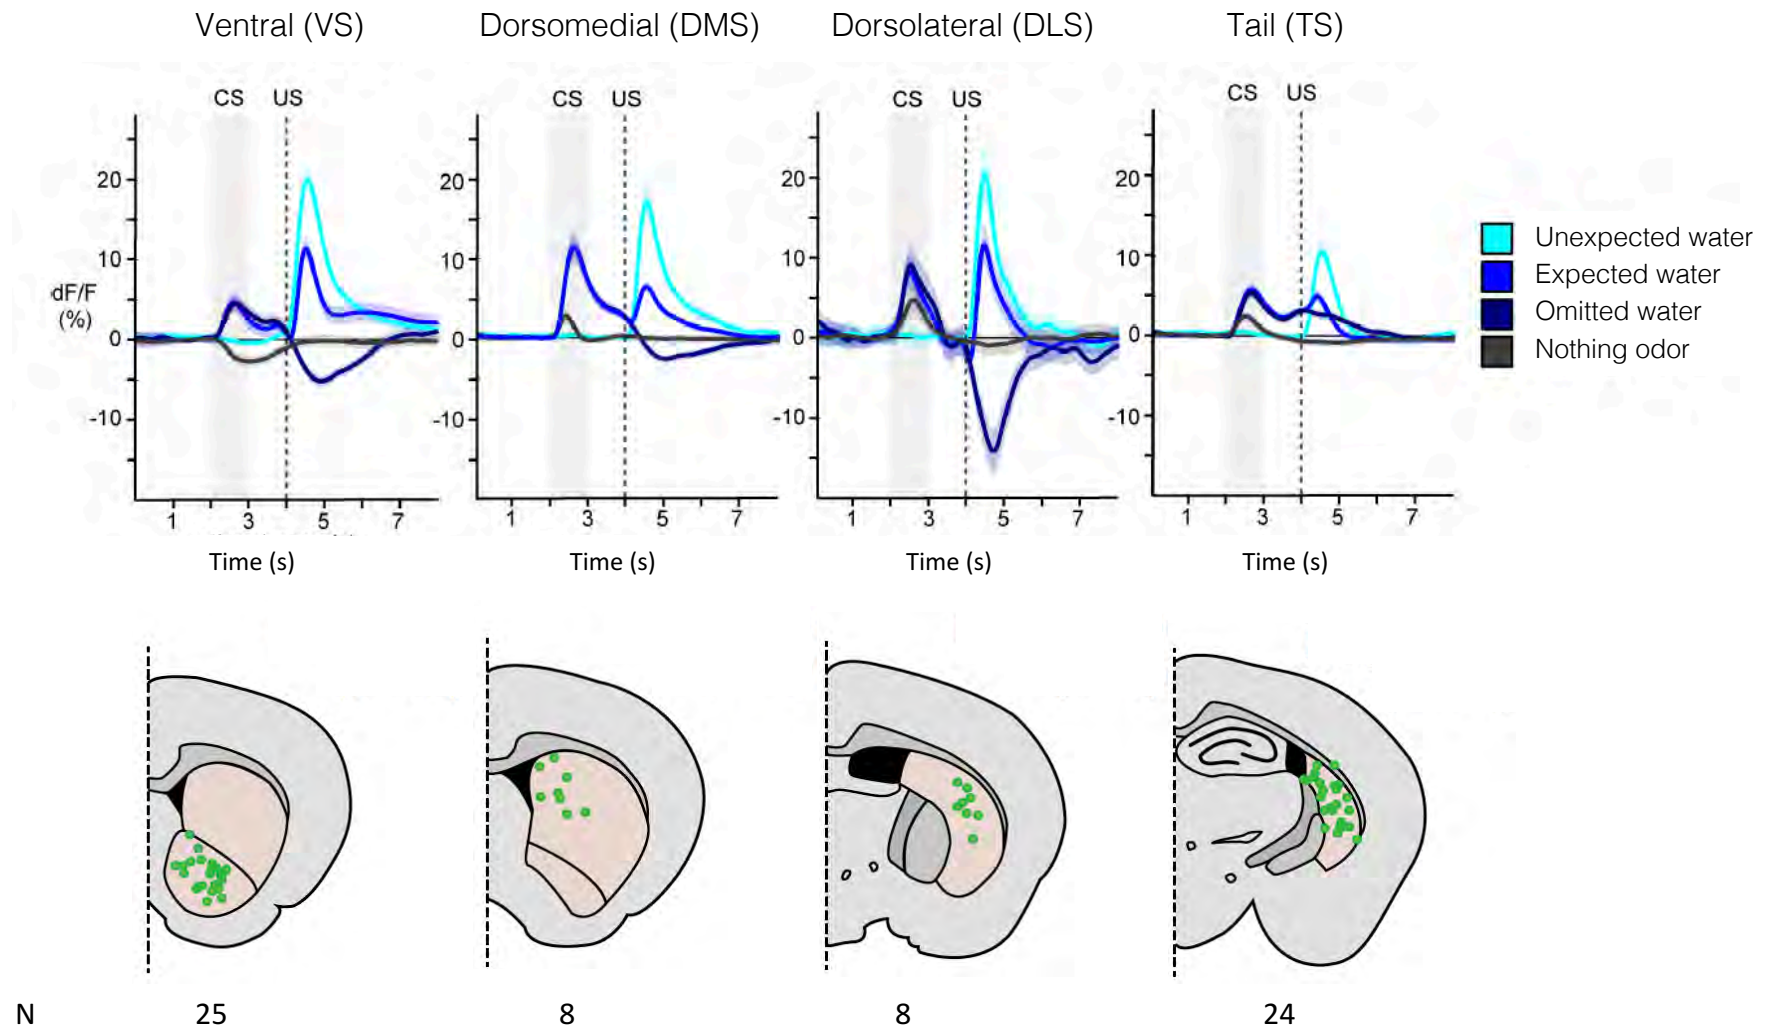 Ventral (VS)
Dorsomedial (DMS)
Dorsolateral (DLS)
Tail (TS)
CS US
CS US
CS US
CS US
dF/F
(%)
20
10
0
-10
1 3 5 7
Time (s)
20
10
0
-10
1 3 5 7
Time (s)
20
10
0
-10
1 3 5 7
Time (s)
20
10
0
-10
1 3 5 7
Time (s)
Unexpected water
Expected water
Omitted water
Nothing odor
N 25 8 8 24